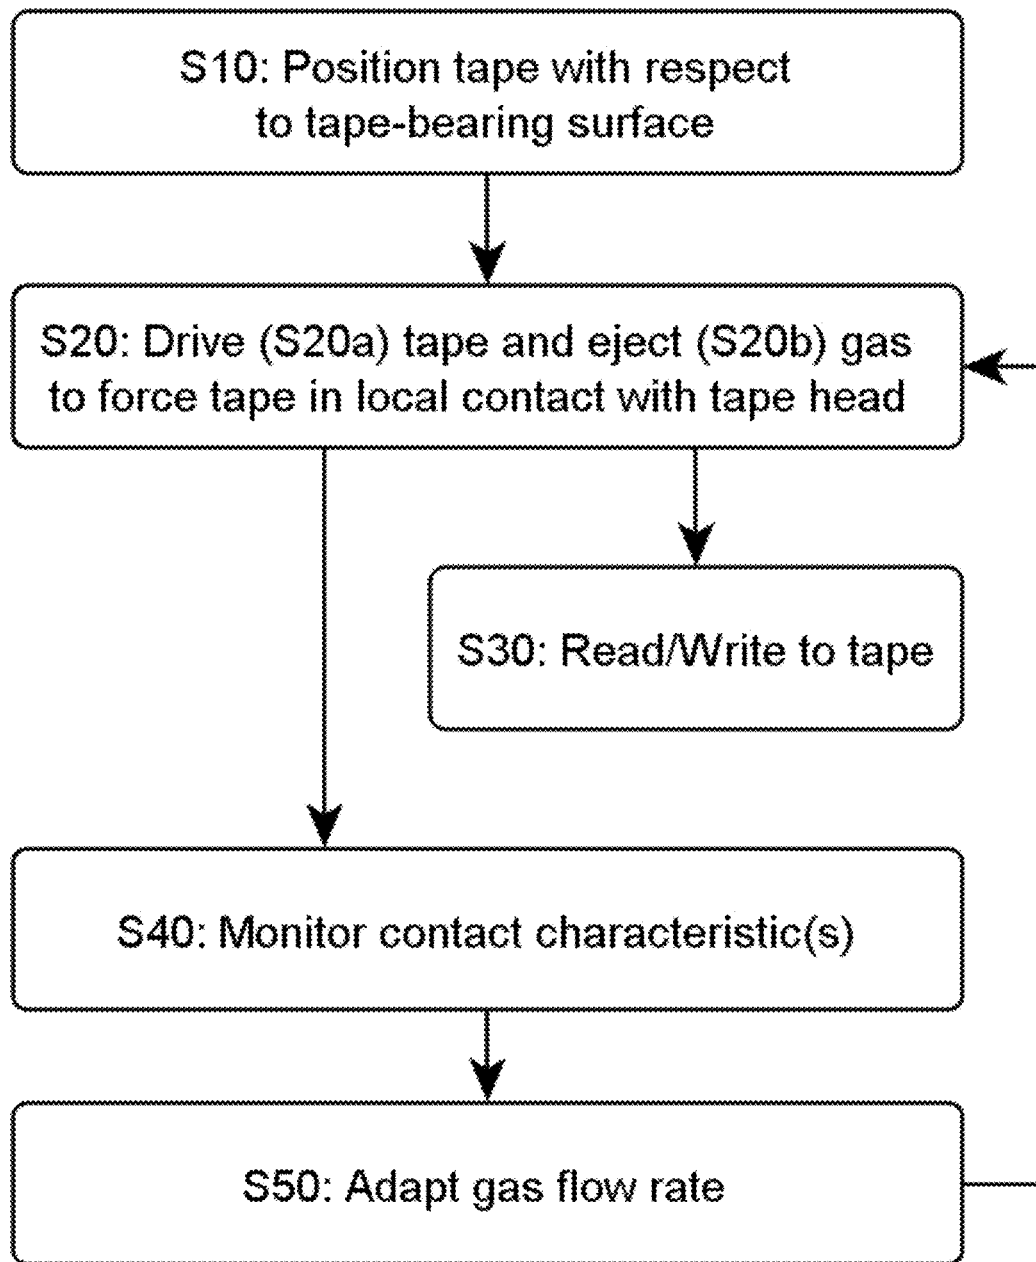 S10: Position tape with respect
to tape-bearing surface
S20: Drive (S20a) tape and eject (S20b) gas
to force tape in local contact with tape head
S30: Read/Write to tape
S40: Monitor contact characteristic(s)
S50: Adapt gas flow rate